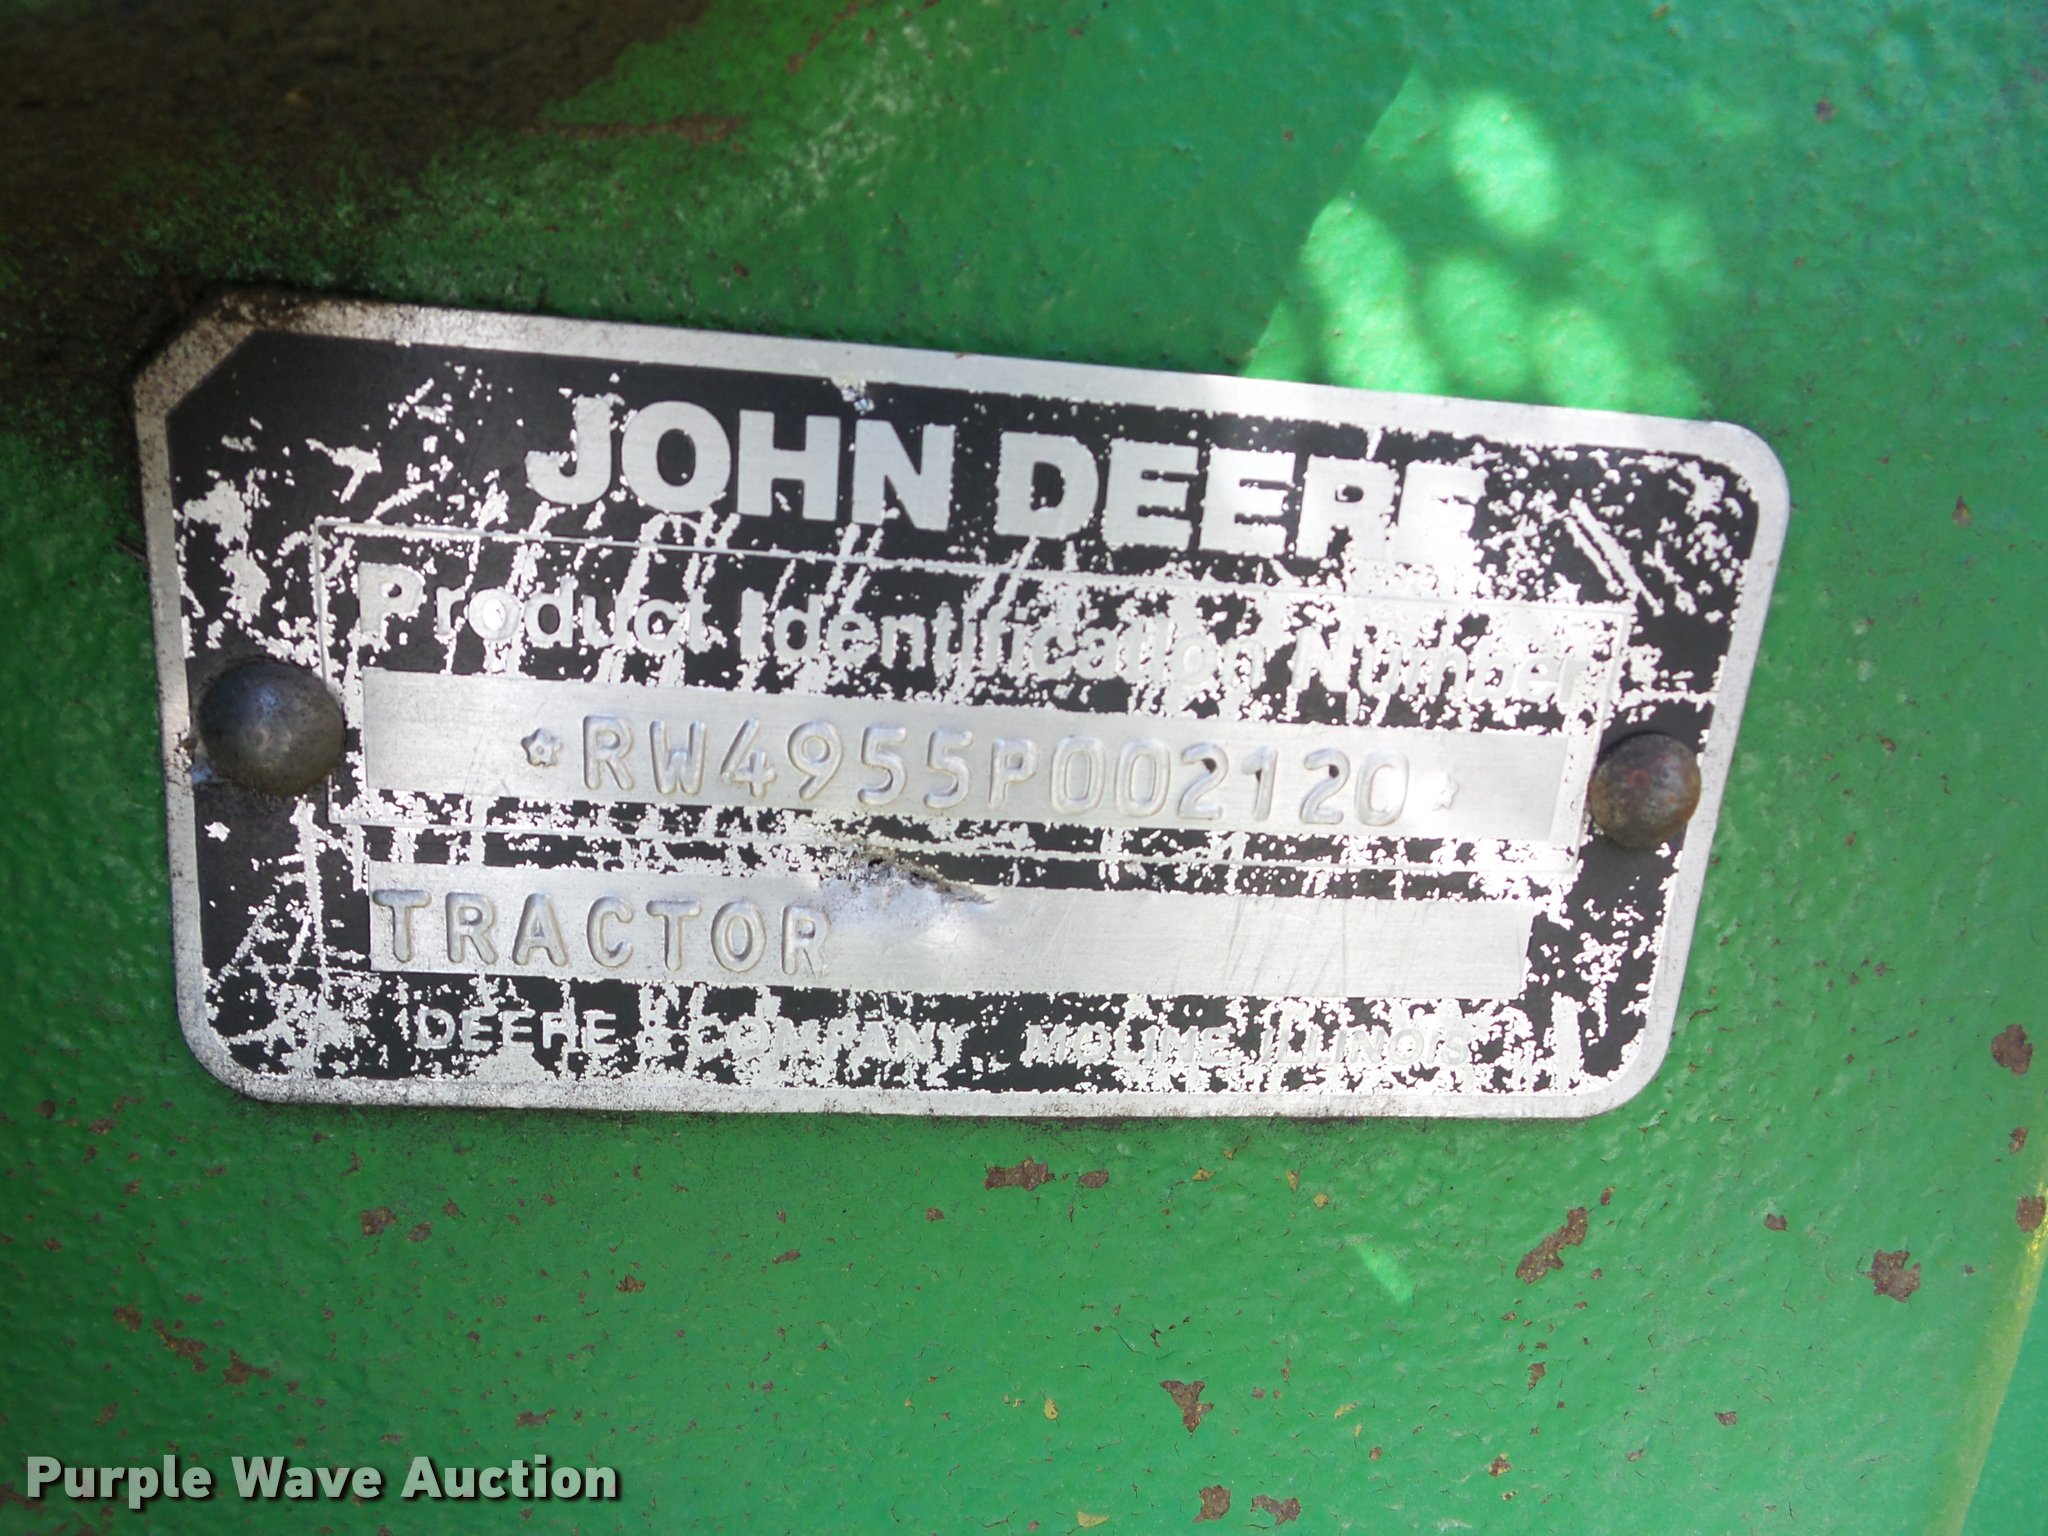 JOHN DEERE
Product Identification Number
*RW4955P002120*
TRACTOR
DEERE & COMPANY MOLINE, ILLINOIS
Purple Wave Auction